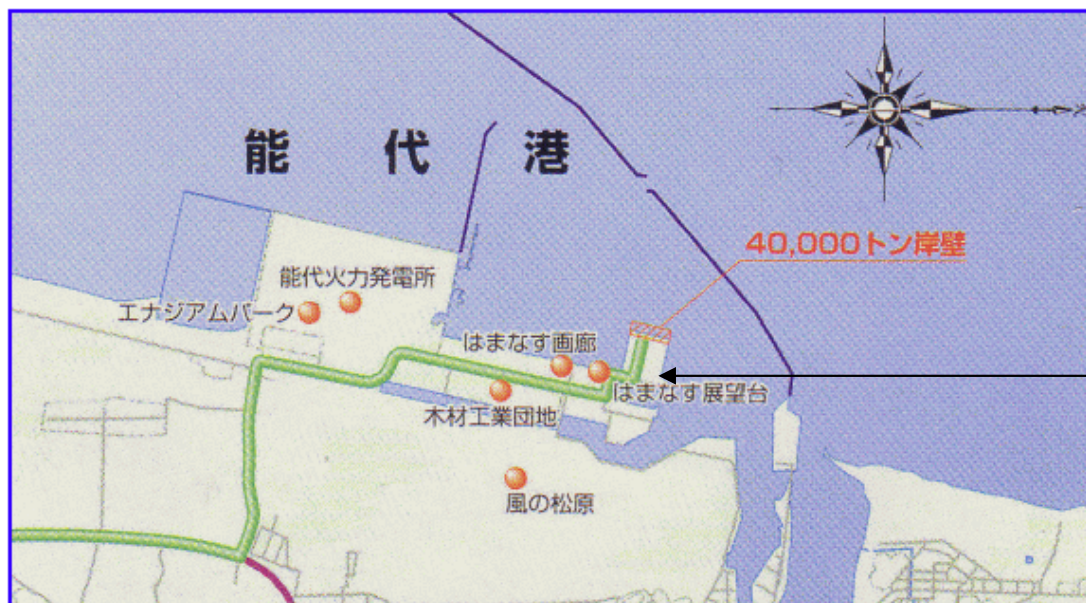 能代港
40,000トン岸壁
能代火力発電所
エナジアムパーク
はまなす画廊
はまなす展望台
木材工業団地
風の松原